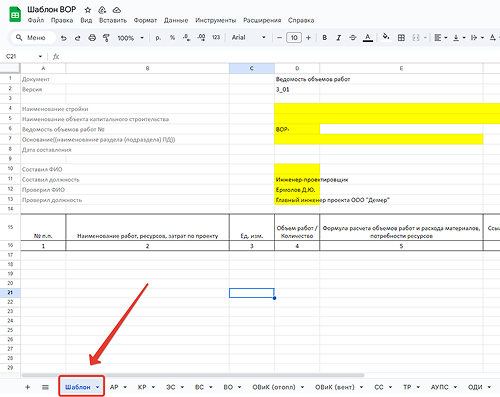 Шаблон ВОР
Файл Правка Вид Вставить Формат Данные Инструменты Расширения Справка
Меню 100% р. % .0 .00 123 Arial 10 B I A
C21
A B C D E
1 Документ Ведомость объемов работ
2 Версия 3_01
3
4 Наименование стройки
5 Наименование объекта капитального строительства
6 Ведомость объемов работ № ВОР-
7 Основание((наименование раздела (подраздела) ПД))
8 Дата составления
9
10 Составил ФИО
11 Составил должность Инженер-проектировщик
12 Проверил ФИО Ермолов Д.Ю.
13 Проверил должность Главный инженер проекта ООО "Демер"
14
15 № п.п. Наименование работ, ресурсов, затрат по проекту Ед. изм. Объем работ / Количество Формула расчета объемов работ и расхода материалов, потребности ресурсов
16 1 2 3 4 5
17
18
19
20
21
22
23
24
25
26
27
28
29
Шаблон АР КР ЭС ВС ВО ОВиК (отопл) ОВиК (вент) СС ТР АУПС ОДИ